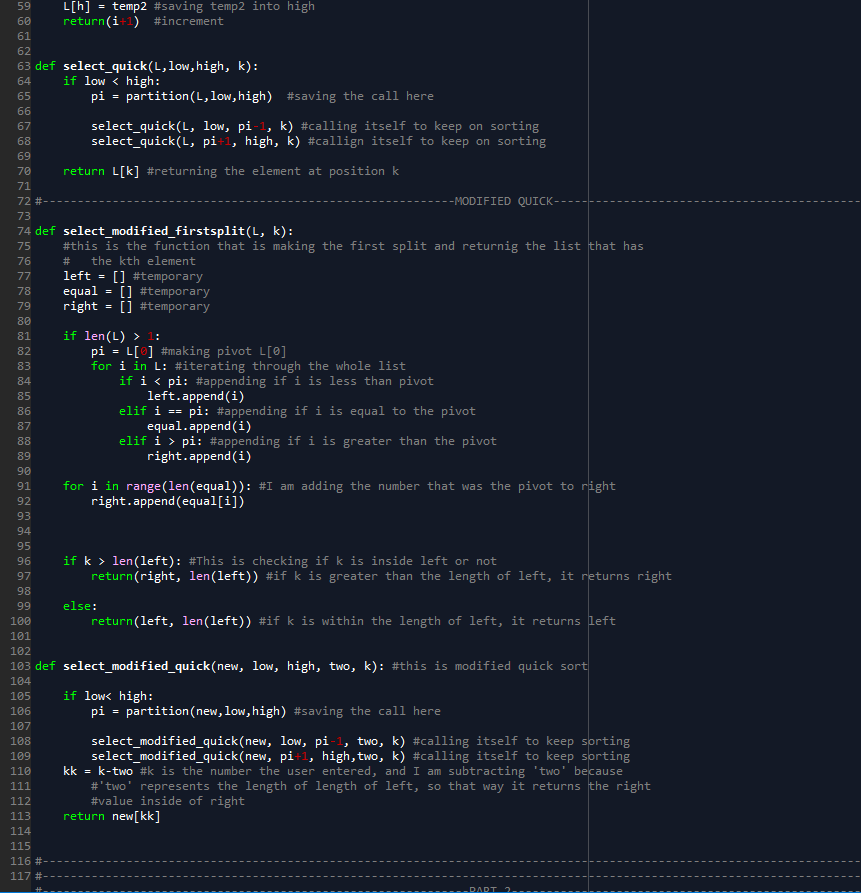 59 L[h] = temp2 #saving temp2 into high
60 return(i+1) #increment
61
62
63 def select_quick(L,low,high, k):
64 if low < high:
65 pi = partition(L,low,high) #saving the call here
66
67 select_quick(L, low, pi-1, k) #calling itself to keep on sorting
68 select_quick(L, pi+1, high, k) #callign itself to keep on sorting
69
70 return L[k] #returning the element at position k
71
72 #-----------------------------------------------------------MODIFIED QUICK--------------------------------------------
73
74 def select_modified_firstsplit(L, k):
75 #this is the function that is making the first split and returnig the list that has
76 # the kth element
77 left = [] #temporary
78 equal = [] #temporary
79 right = [] #temporary
80
81 if len(L) > 1:
82 pi = L[0] #making pivot L[0]
83 for i in L: #iterating through the whole list
84 if i < pi: #appending if i is less than pivot
85 left.append(i)
86 elif i == pi: #appending if i is equal to the pivot
87 equal.append(i)
88 elif i > pi: #appending if i is greater than the pivot
89 right.append(i)
90
91 for i in range(len(equal)): #I am adding the number that was the pivot to right
92 right.append(equal[i])
93
94
95
96 if k > len(left): #This is checking if k is inside left or not
97 return(right, len(left)) #if k is greater than the length of left, it returns right
98
99 else:
100 return(left, len(left)) #if k is within the length of left, it returns left
101
102
103 def select_modified_quick(new, low, high, two, k): #this is modified quick sort
104
105 if low< high:
106 pi = partition(new,low,high) #saving the call here
107
108 select_modified_quick(new, low, pi-1, two, k) #calling itself to keep sorting
109 select_modified_quick(new, pi+1, high,two, k) #calling itself to keep sorting
110 kk = k-two #k is the number the user entered, and I am subtracting 'two' because
111 #'two' represents the length of length of left, so that way it returns the right
112 #value inside of right
113 return new[kk]
114
115
116 #---------------------------------------------------------------------------------------------------------------------
117 #---------------------------------------------------------------------------------------------------------------------
#-------------------------------------------------------------PART 2--------------------------------------------------